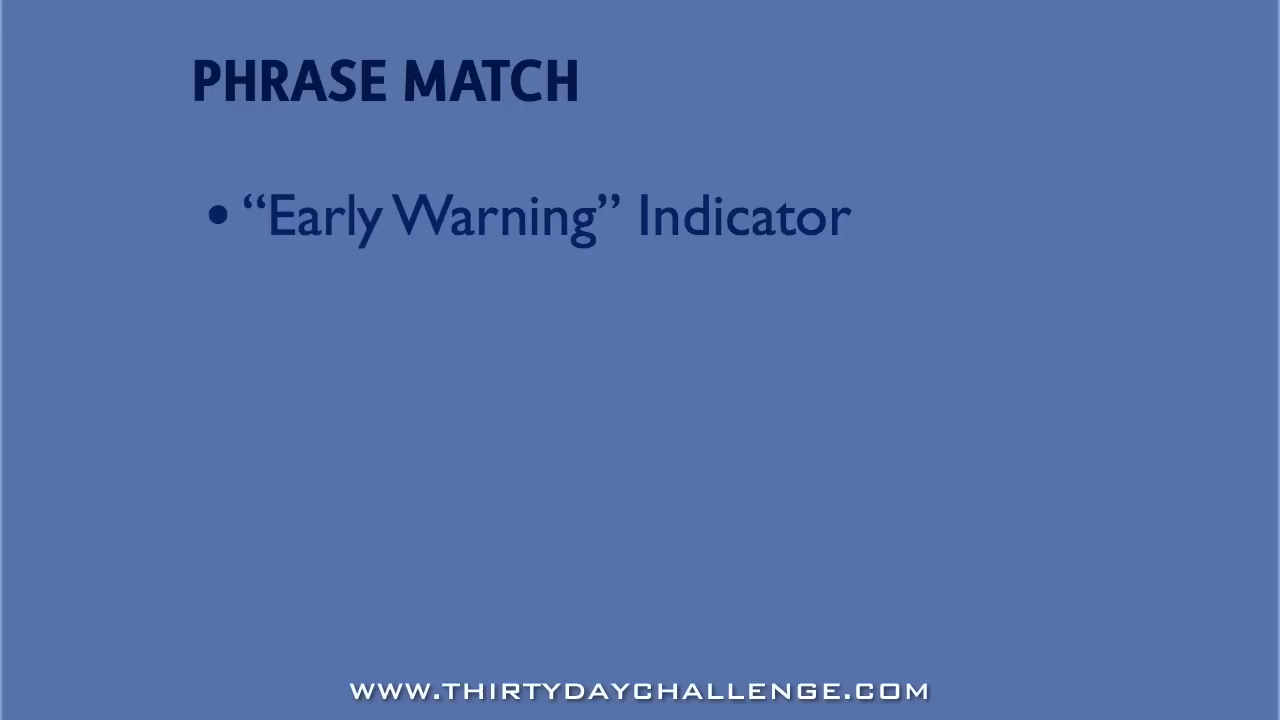 PHRASE MATCH
• “Early Warning” Indicator
WWW.THIRTYDAYCHALLENGE.COM